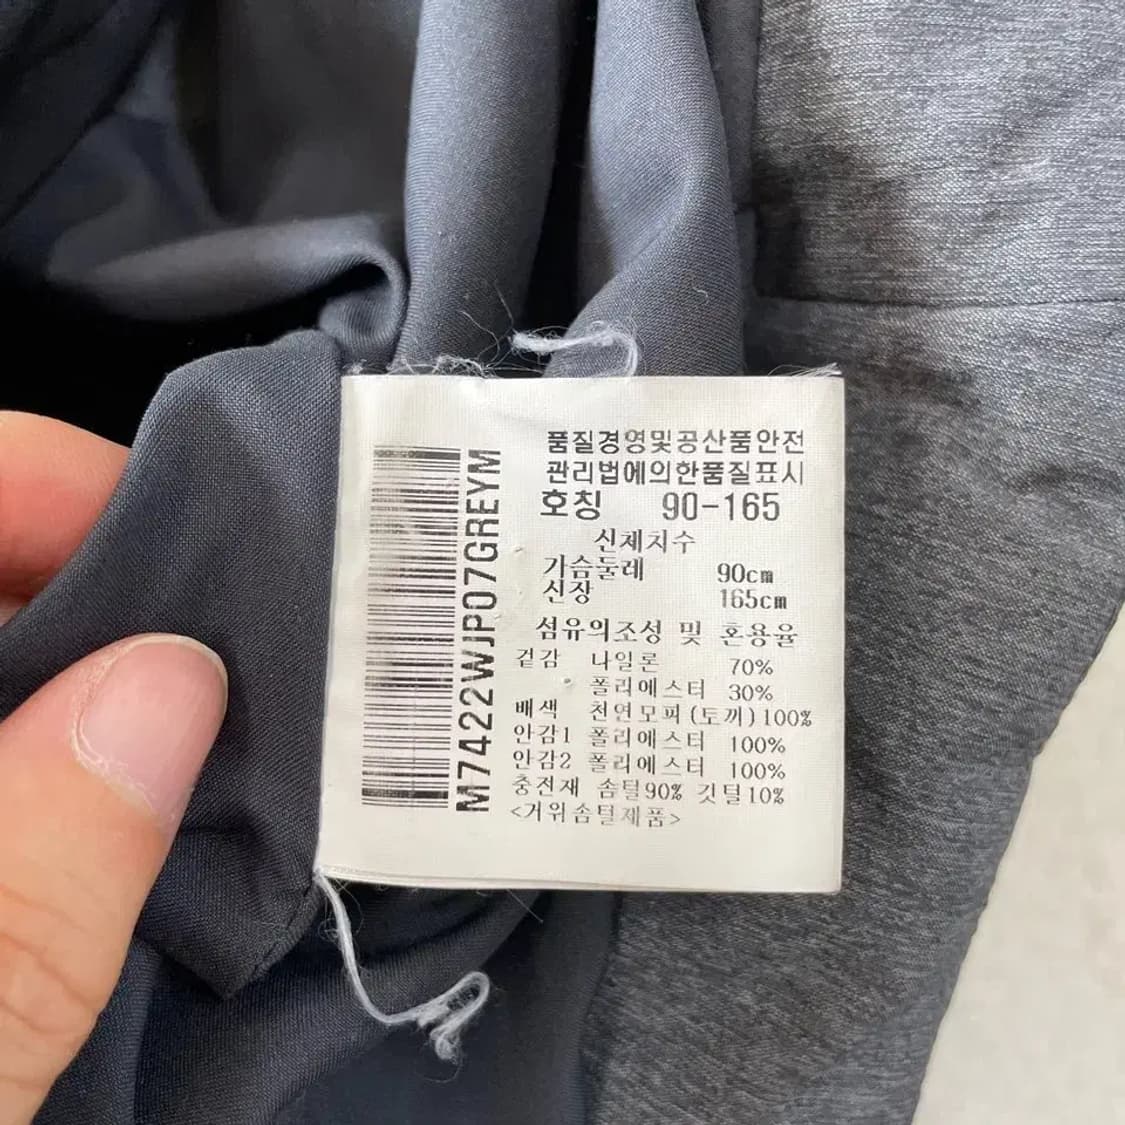 M7422WJP07GREYM
품질경영및공산품안전
관리법에의한품질표시
호칭 90-165
신체치수
가슴둘레 90cm
신장 165cm
섬유의조성 및 혼용율
겉감 나일론 70%
폴리에스터 30%
배색 천연모피(토끼)100%
안감1 폴리에스터 100%
안감2 폴리에스터 100%
충전재 솜털90% 깃털10%
<거위솜털제품>